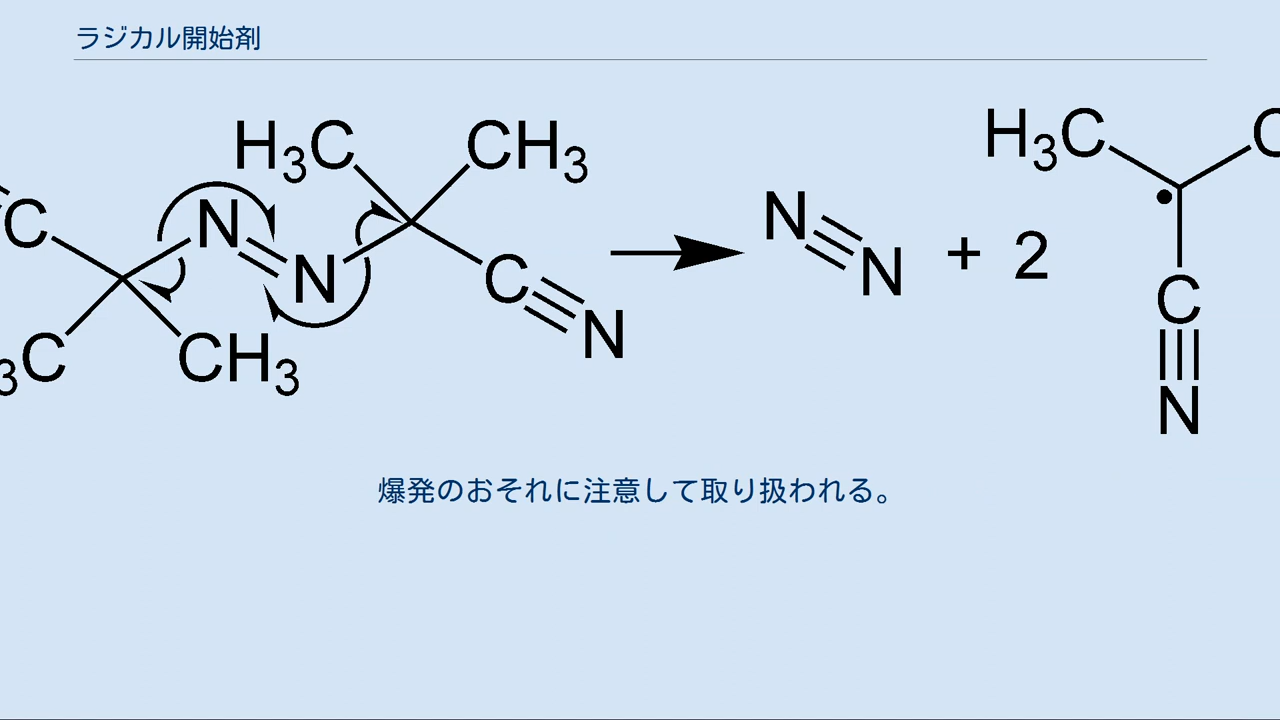 ラジカル開始剤
H3C CH3
C N N C N
3C CH3
N N + 2
H3C C
C
N
爆発のおそれに注意して取り扱われる。